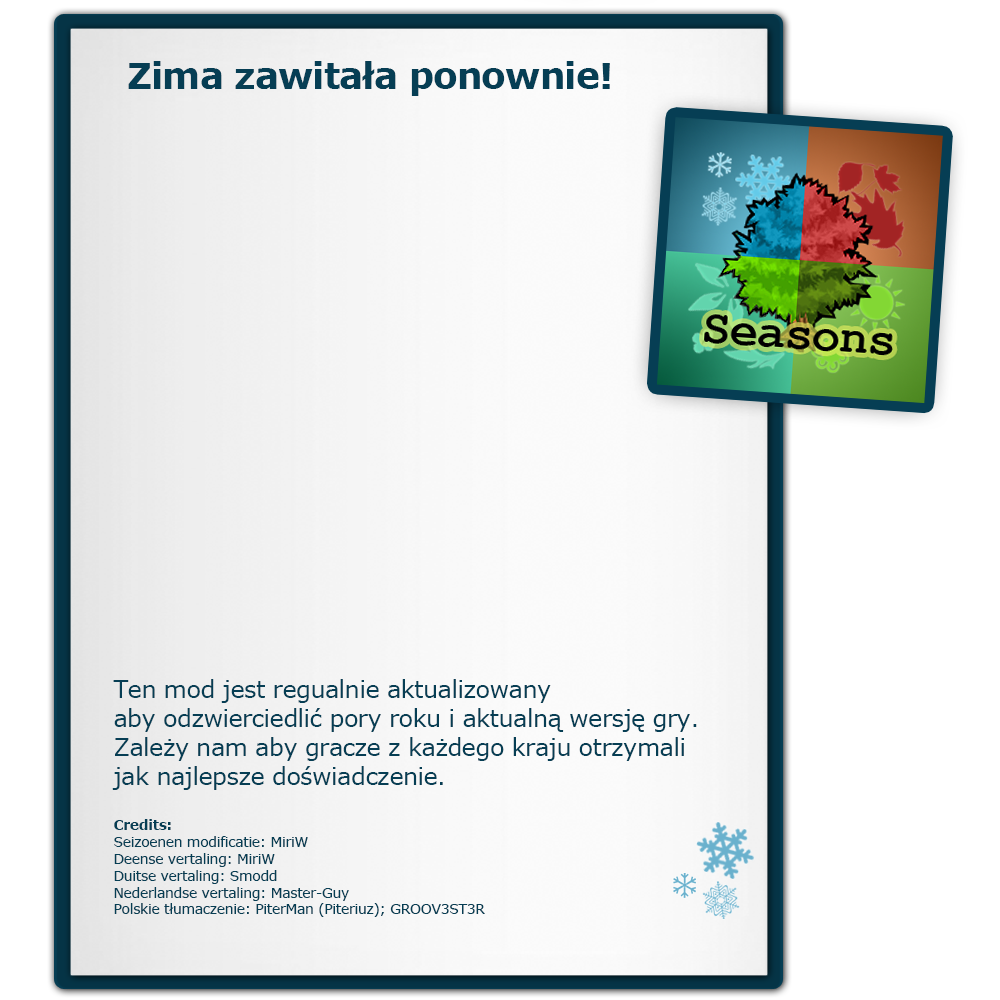 Zima zawitała ponownie!
Seasons
Ten mod jest regualnie aktualizowany
aby odzwierciedlić pory roku i aktualną wersję gry.
Zależy nam aby gracze z każdego kraju otrzymali
jak najlepsze doświadczenie.
Credits:
Seizoenen modificatie: MiriW
Deense vertaling: MiriW
Duitse vertaling: Smodd
Nederlandse vertaling: Master-Guy
Polskie tłumaczenie: PiterMan (Piteriuz); GROOV3ST3R